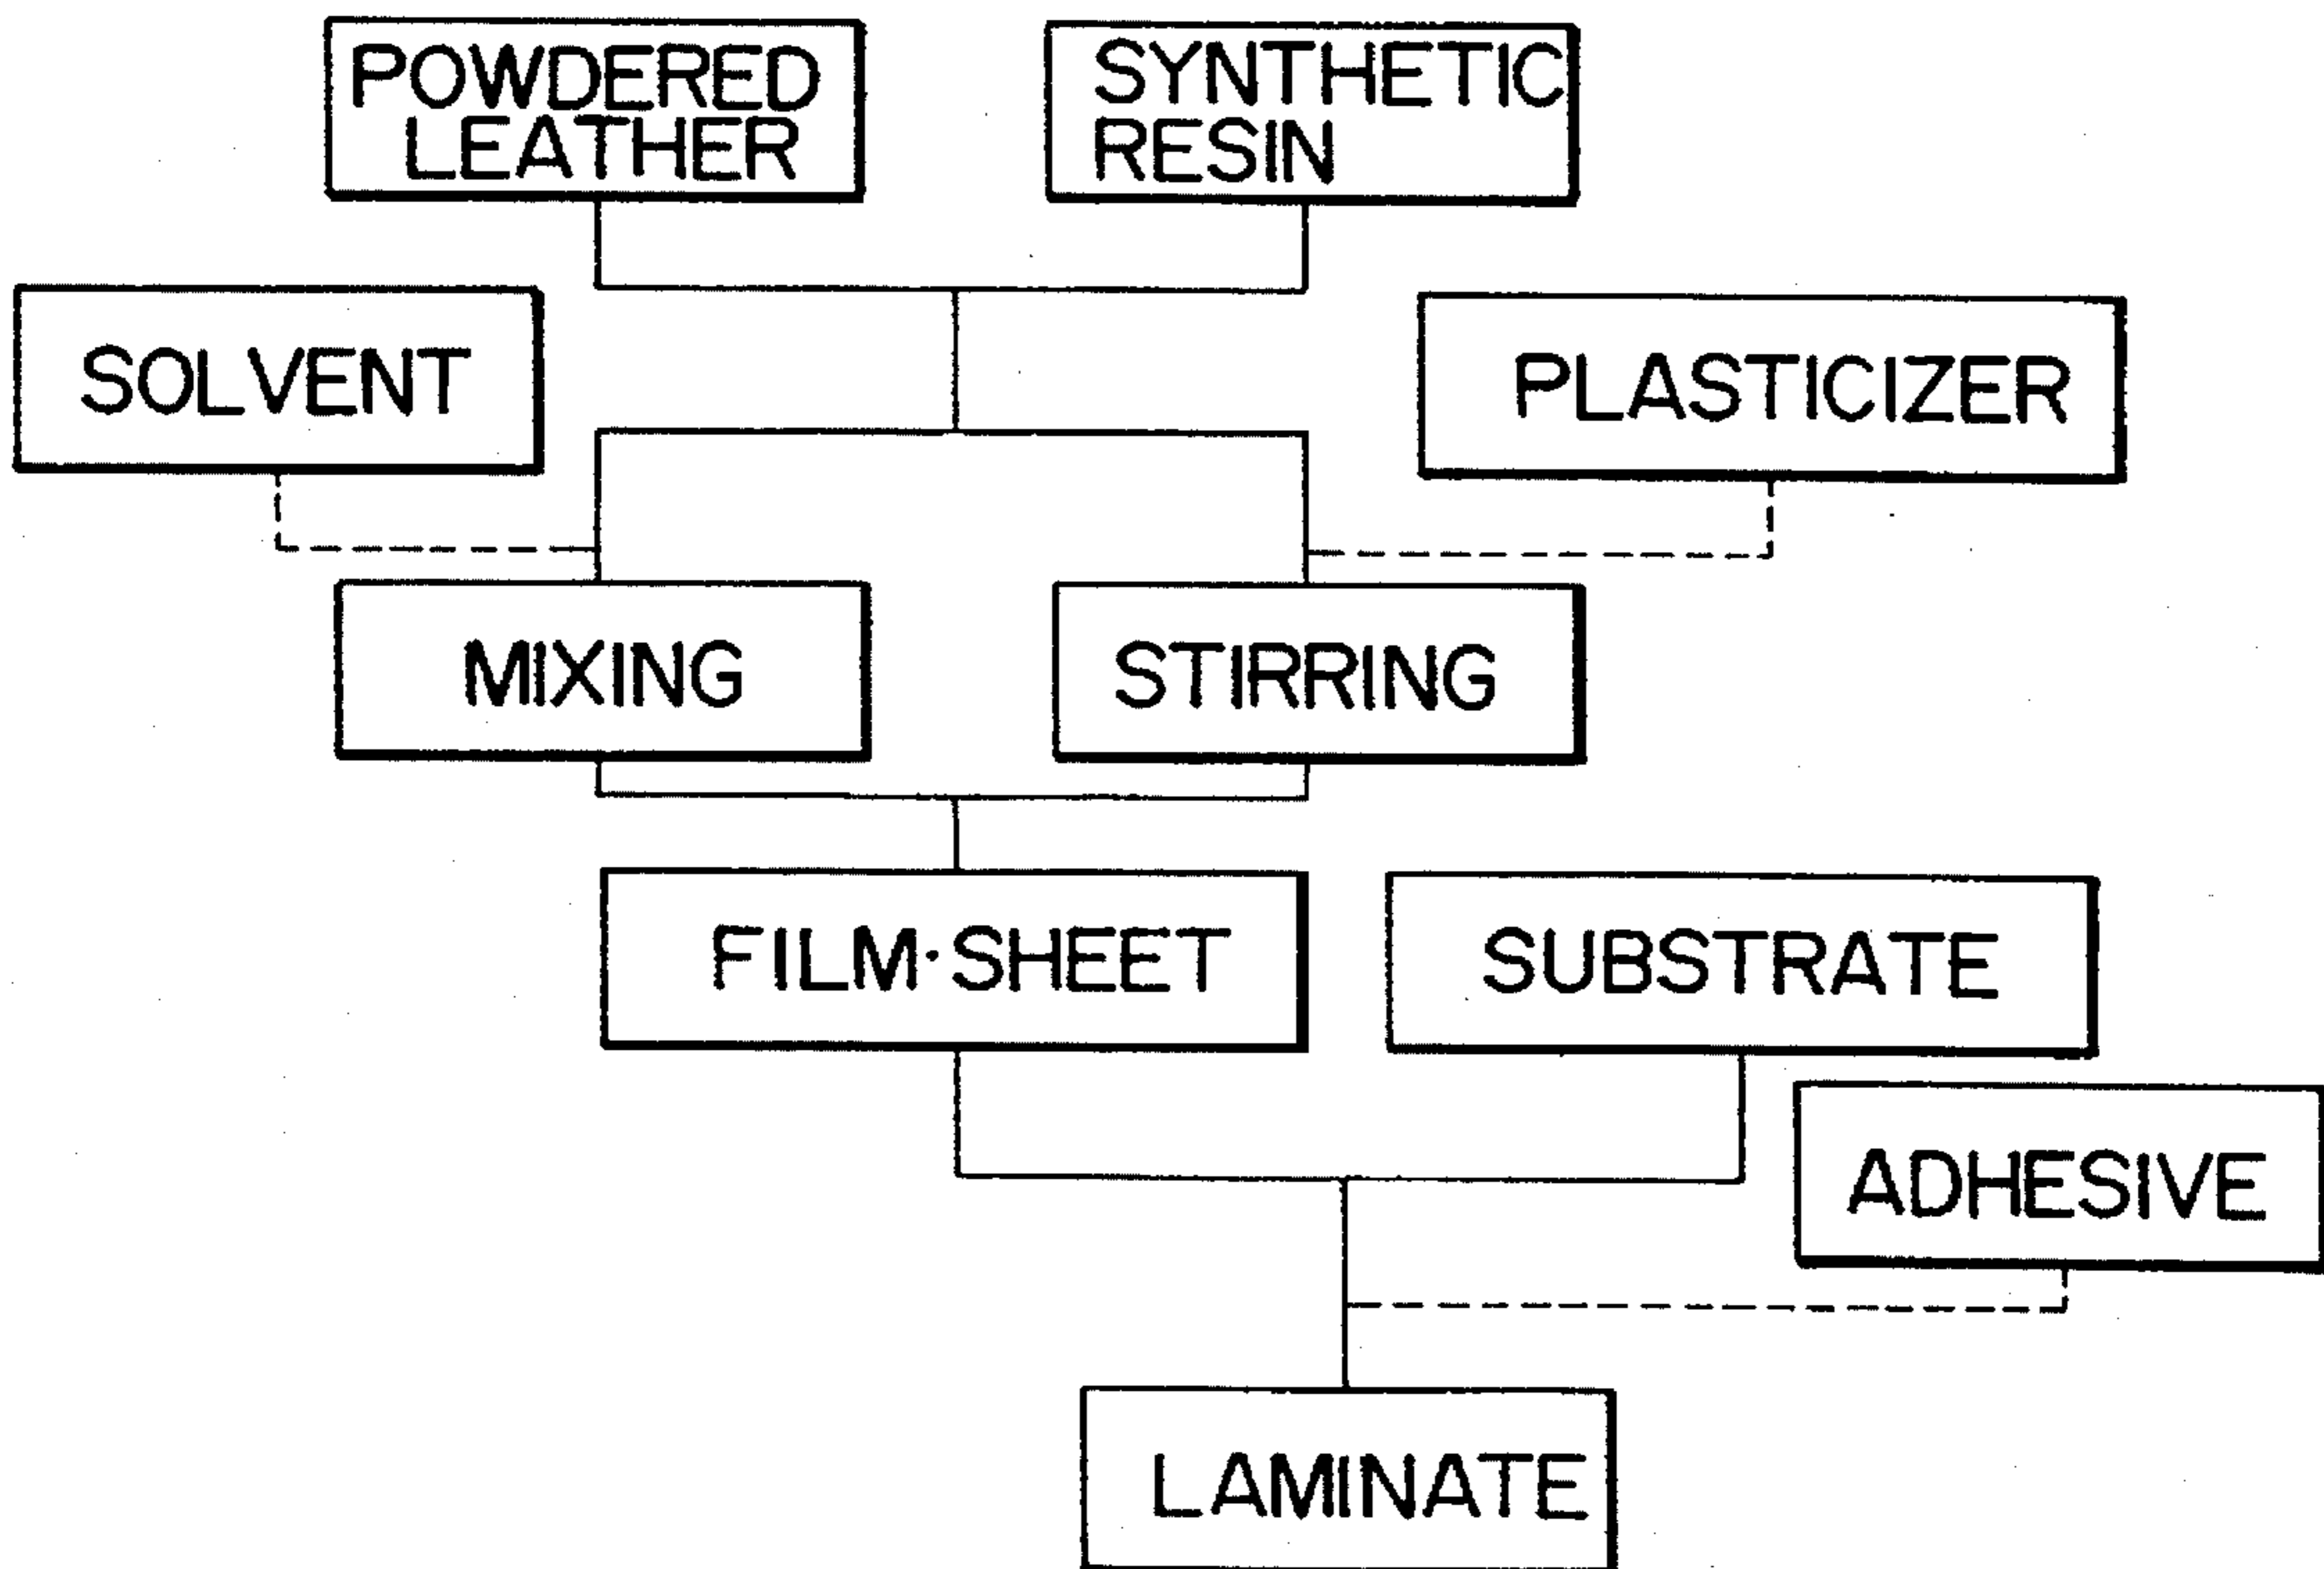 POWDERED
LEATHER
SYNTHETIC
RESIN
SOLVENT
PLASTICIZER
MIXING
STIRRING
FILM·SHEET
SUBSTRATE
ADHESIVE
LAMINATE